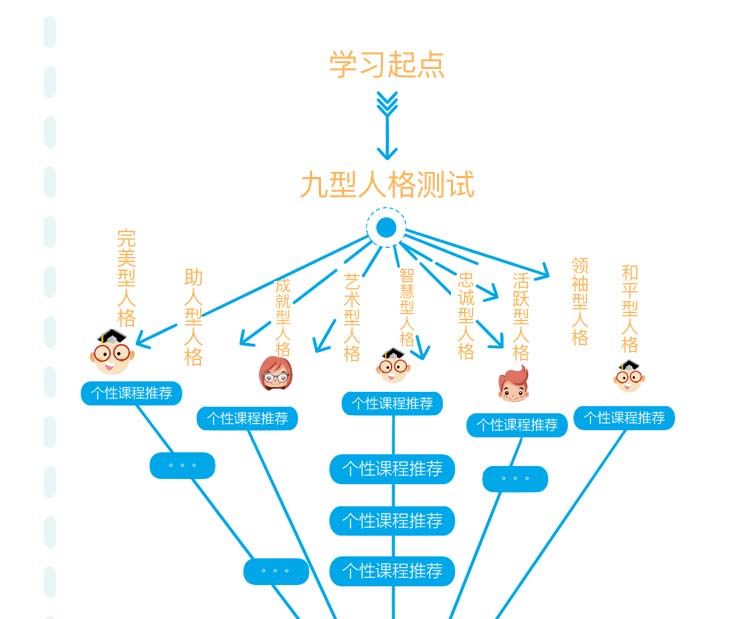 学习起点
九型人格测试
完美型人格
助人型人格
成就型人格
艺术型人格
智慧型人格
忠诚型人格
活跃型人格
领袖型人格
和平型人格
个性课程推荐
个性课程推荐
个性课程推荐
个性课程推荐
个性课程推荐
。。。
个性课程推荐
。。。
个性课程推荐
。。。
个性课程推荐